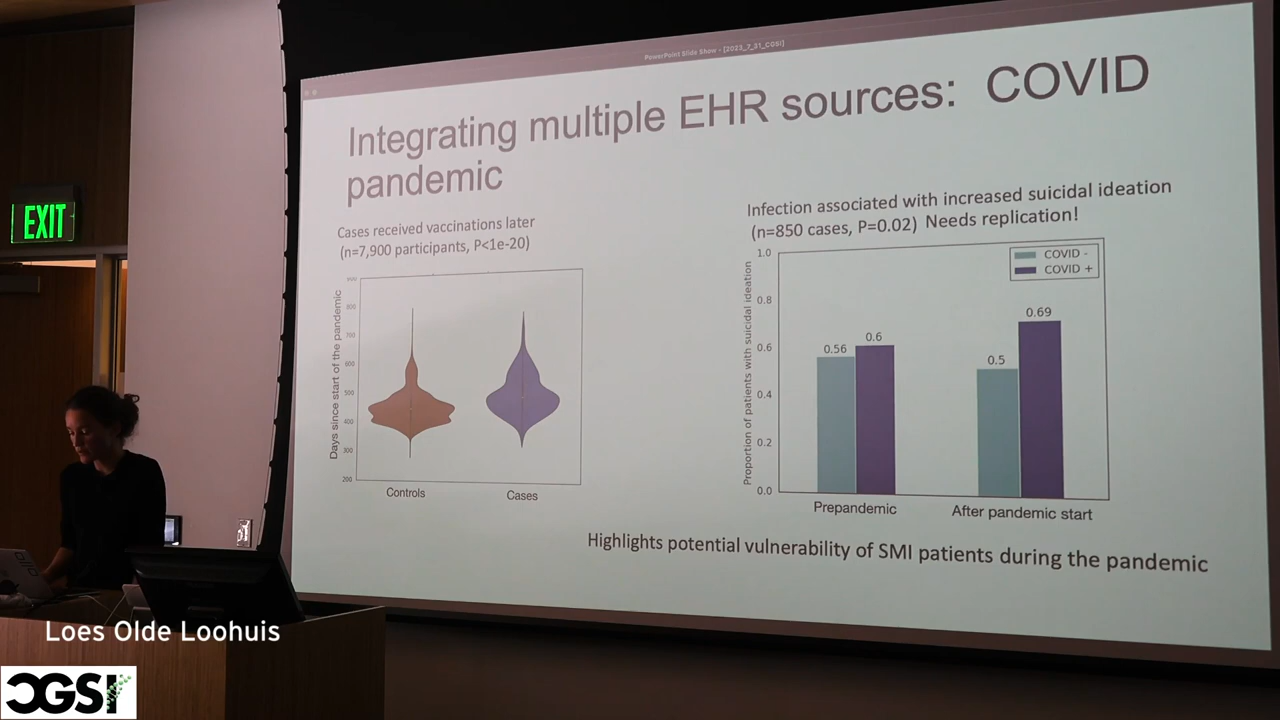 PowerPoint Slide Show - [2023_7_31_CGSI]
Integrating multiple EHR sources: COVID
pandemic
EXIT
Cases received vaccinations later
(n=7,900 participants, P<1e-20)
Days since start of the pandemic
900
800
700
600
500
400
300
200
Controls
Cases
Infection associated with increased suicidal ideation
(n=850 cases, P=0.02) Needs replication!
Proportion of patients with suicidal ideation
1.0
0.8
0.6
0.4
0.2
0.0
COVID -
COVID +
0.56
0.6
0.5
0.69
Prepandemic
After pandemic start
Highlights potential vulnerability of SMI patients during the pandemic
Loes Olde Loohuis
CGSI